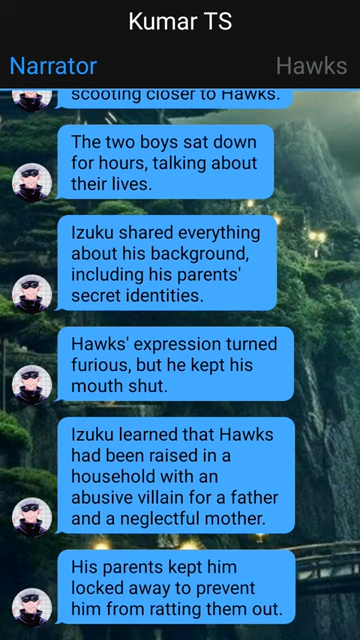 Kumar TS
Narrator
Hawks
scooting closer to Hawks.
The two boys sat down
for hours, talking about
their lives.
Izuku shared everything
about his background,
including his parents'
secret identities.
Hawks' expression turned
furious, but he kept his
mouth shut.
Izuku learned that Hawks
had been raised in a
household with an
abusive villain for a father
and a neglectful mother.
His parents kept him
locked away to prevent
him from ratting them out.